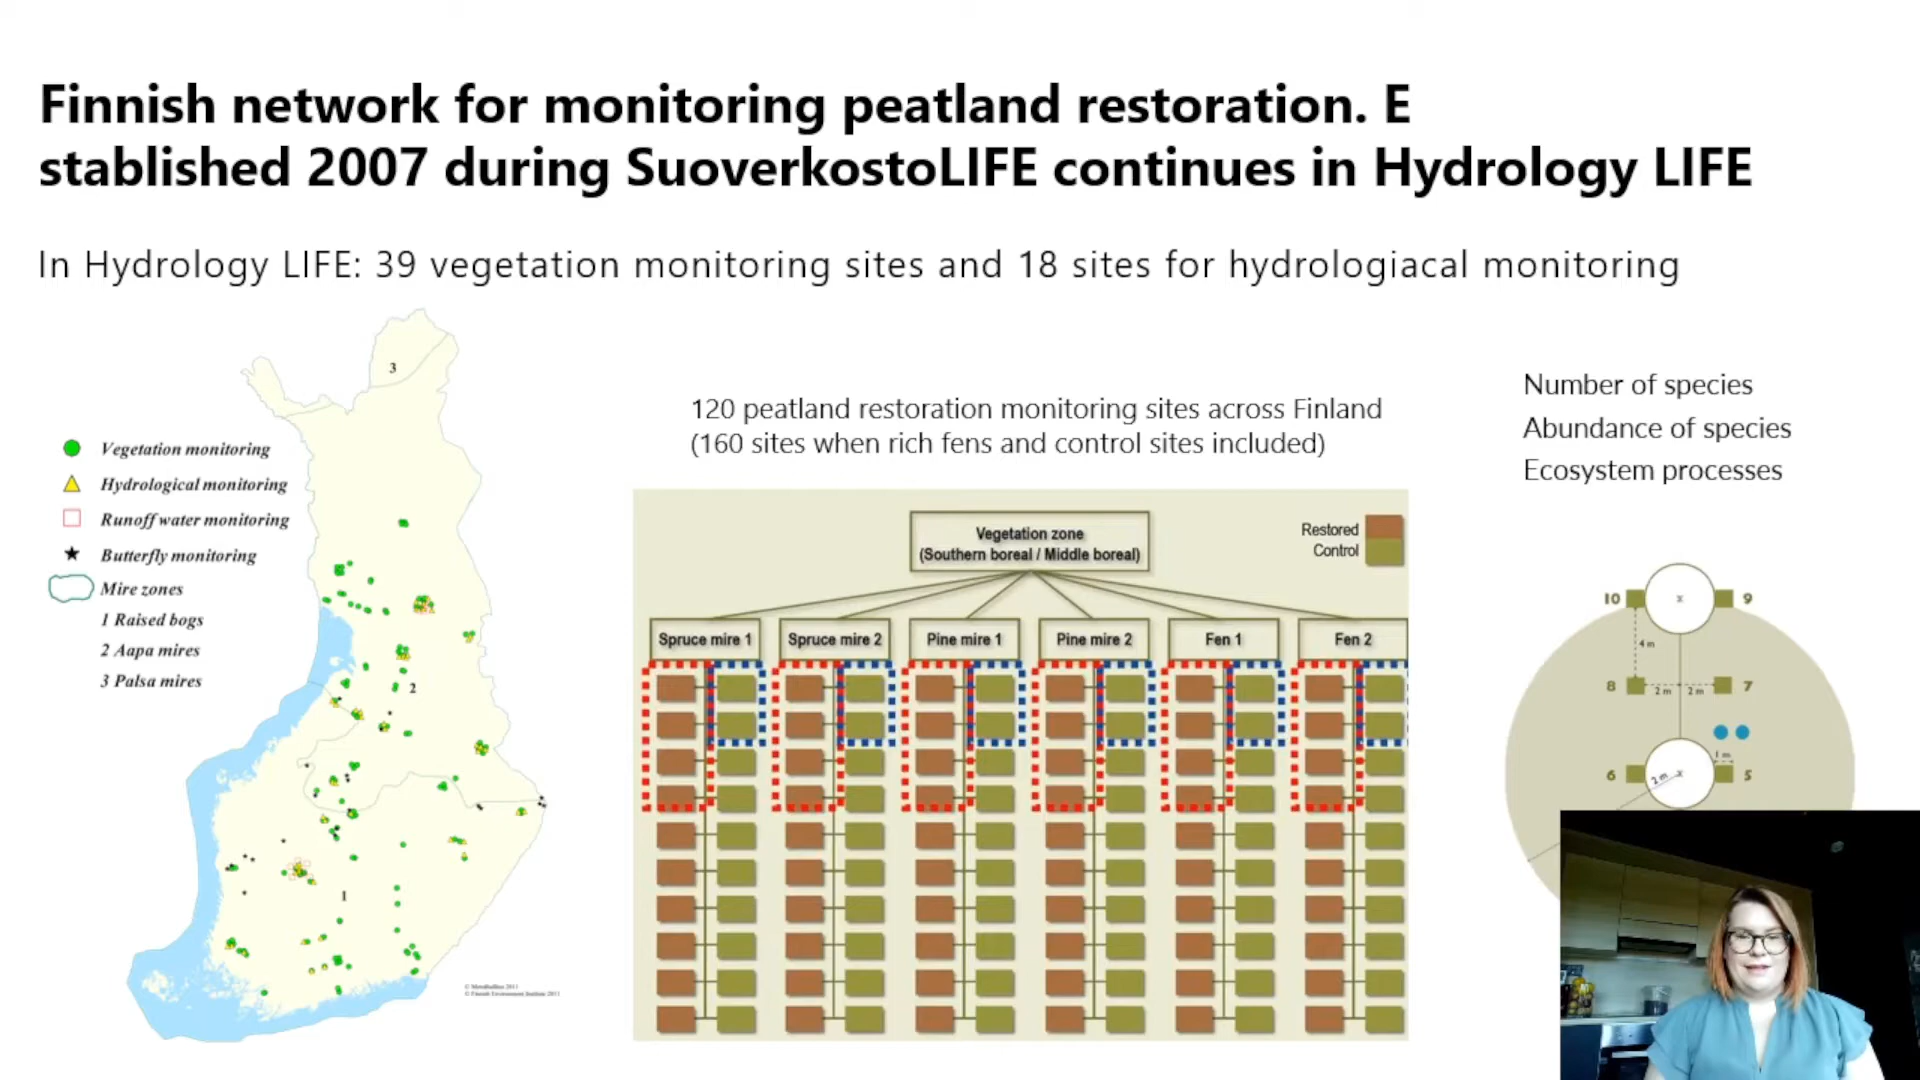 Finnish network for monitoring peatland restoration. E
stablished 2007 during SuoverkostoLIFE continues in Hydrology LIFE
In Hydrology LIFE: 39 vegetation monitoring sites and 18 sites for hydrologiacal monitoring
Vegetation monitoring
Hydrological monitoring
Runoff water monitoring
Butterfly monitoring
Mire zones
1 Raised bogs
2 Aapa mires
3 Palsa mires
3
2
1
© Metsähallitus 2011
© Finnish Environment Institute 2011
120 peatland restoration monitoring sites across Finland
(160 sites when rich fens and control sites included)
Vegetation zone
(Southern boreal / Middle boreal)
Restored
Control
Spruce mire 1
Spruce mire 2
Pine mire 1
Pine mire 2
Fen 1
Fen 2
Number of species
Abundance of species
Ecosystem processes
10
x
9
4 m
8
2 m
2 m
7
1 m
6
2 m
x
5